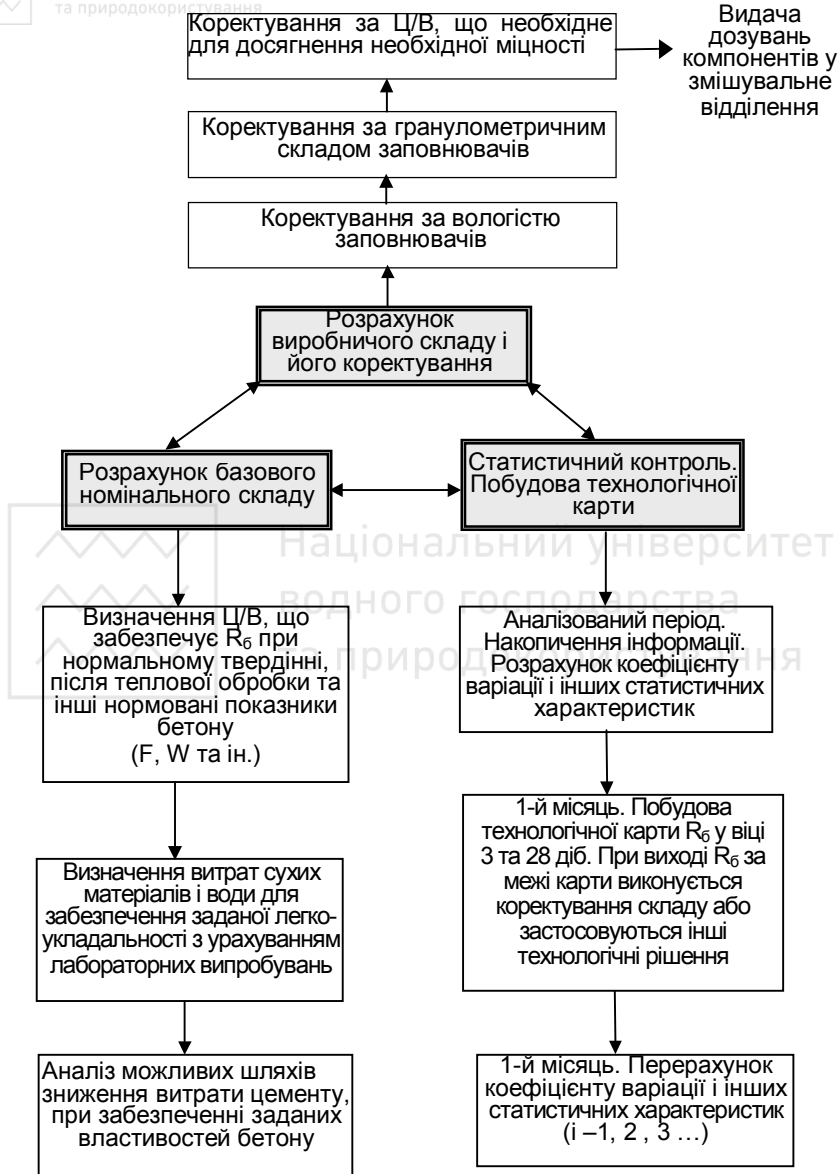 та природокористування
Коректування за Ц/В, що необхідне
для досягнення необхідної міцності
Видача
дозувань
компонентів у
змішувальне
відділення
Коректування за гранулометричним
складом заповнювачів
Коректування за вологістю
заповнювачів
Розрахунок
виробничого складу і
його коректування
Розрахунок базового
номінального складу
Статистичний контроль.
Побудова технологічної
карти
Національний університет
водного господарства
та природокористування
Визначення Ц/В, що
забезпечує Rб при
нормальному твердінні,
після теплової обробки та
інші нормовані показники
бетону
(F, W та ін.)
Аналізований період.
Накопичення інформації.
Розрахунок коефіцієнту
варіації і інших статистичних
характеристик
Визначення витрат сухих
матеріалів і води для
забезпечення заданої легко-
укладальності з урахуванням
лабораторних випробувань
1-й місяць. Побудова
технологічної карти Rб у віці
3 та 28 діб. При виході Rб за
межі карти виконується
коректування складу або
застосовуються інші
технологічні рішення
Аналіз можливих шляхів
зниження витрати цементу,
при забезпеченні заданих
властивостей бетону
1-й місяць. Перерахунок
коефіцієнту варіації і інших
статистичних характеристик
(і –1, 2 , 3 ...)